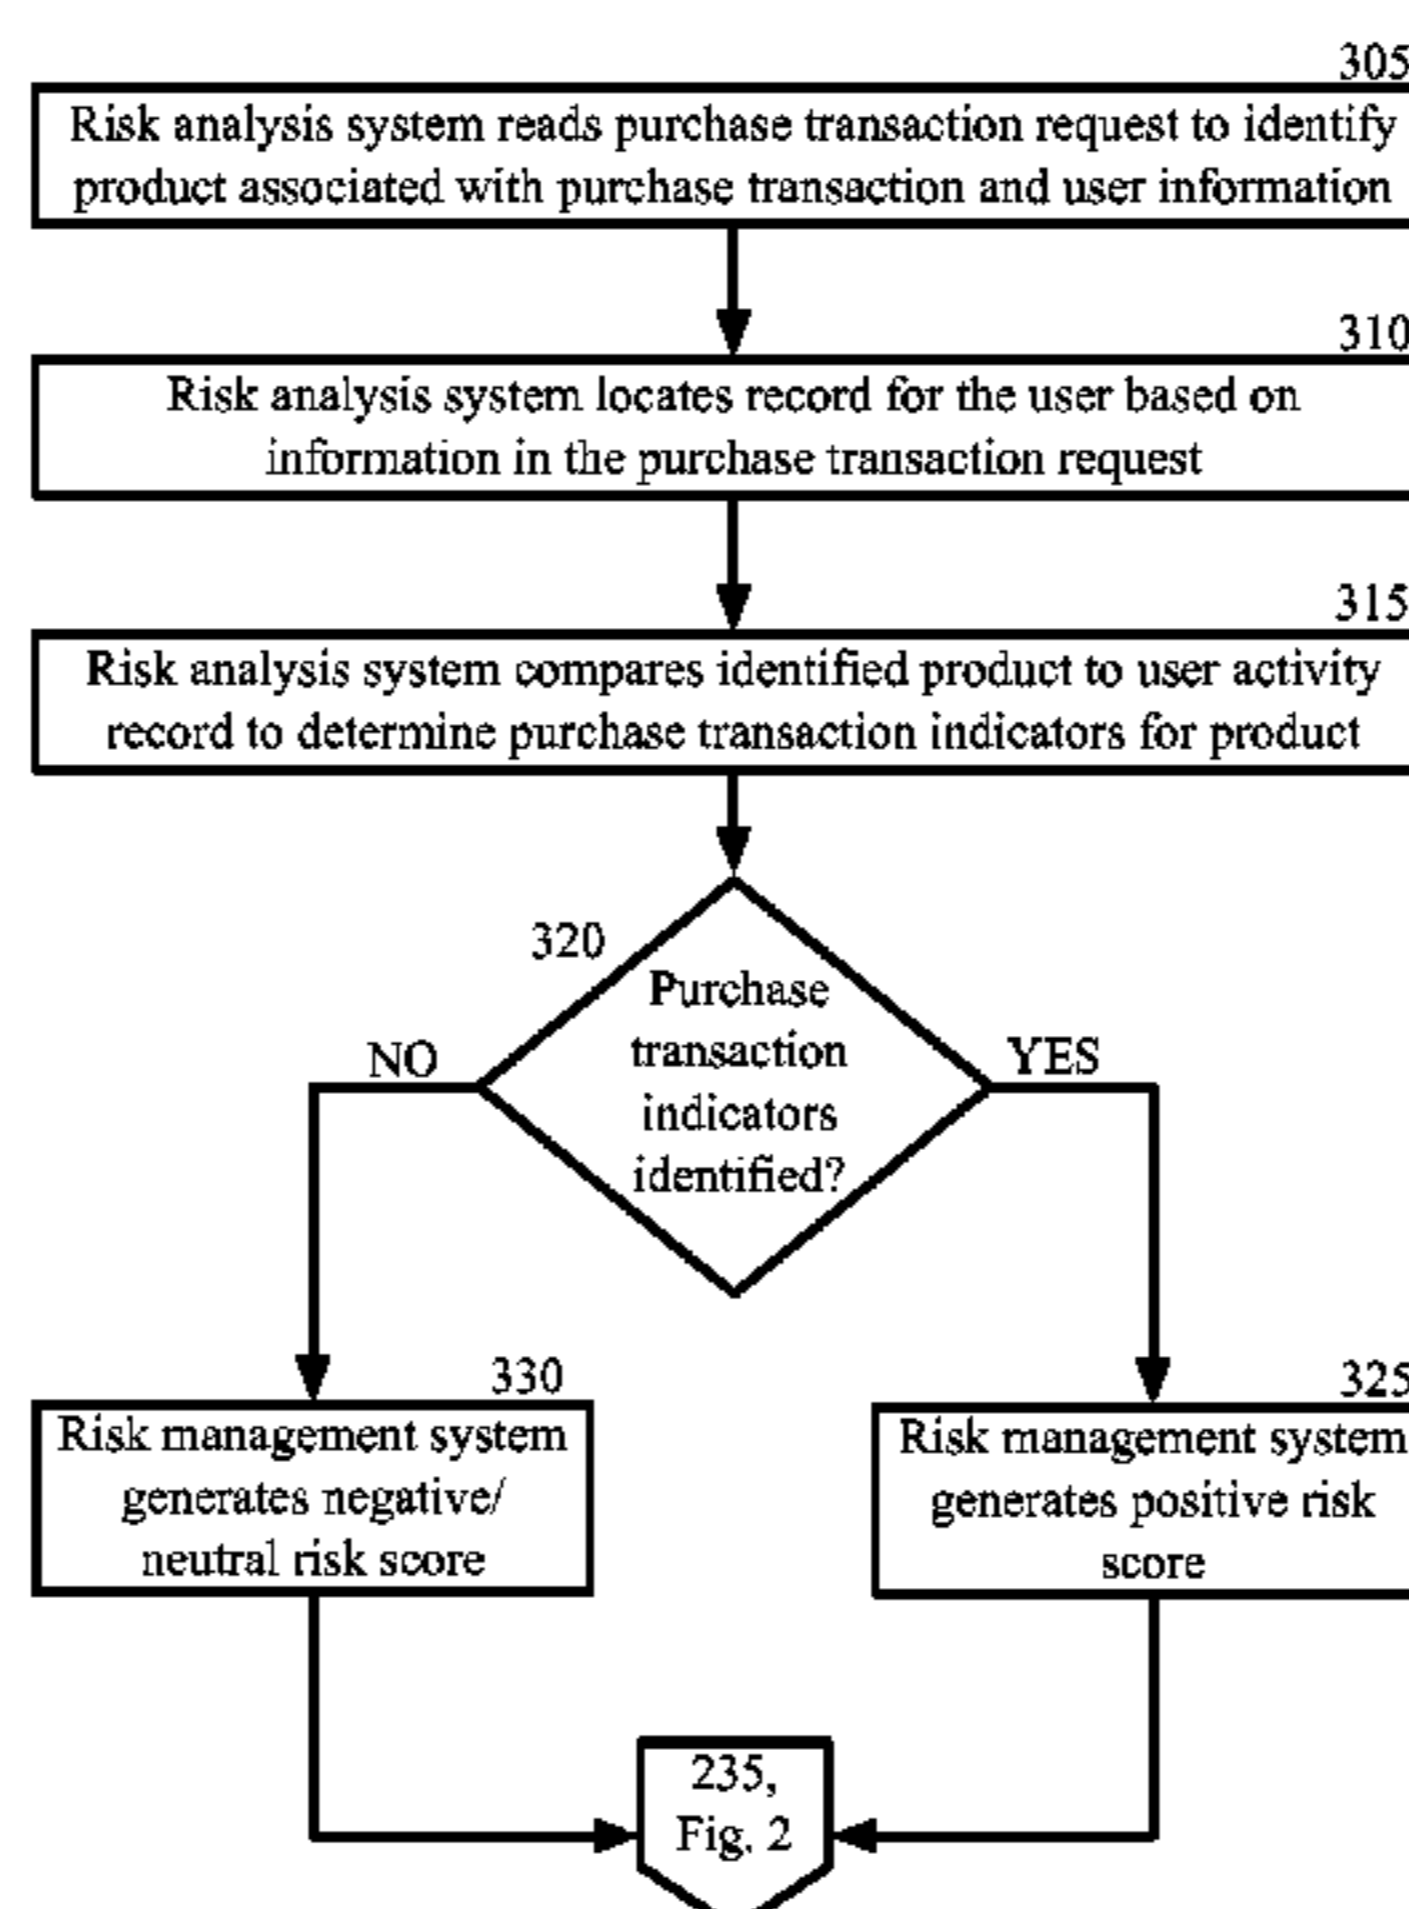 305
Risk analysis system reads purchase transaction request to identify
product associated with purchase transaction and user information
310
Risk analysis system locates record for the user based on
information in the purchase transaction request
315
Risk analysis system compares identified product to user activity
record to determine purchase transaction indicators for product
320
Purchase
transaction
indicators
identified?
NO
YES
330
Risk management system
generates negative/
neutral risk score
325
Risk management system
generates positive risk
score
235,
Fig. 2